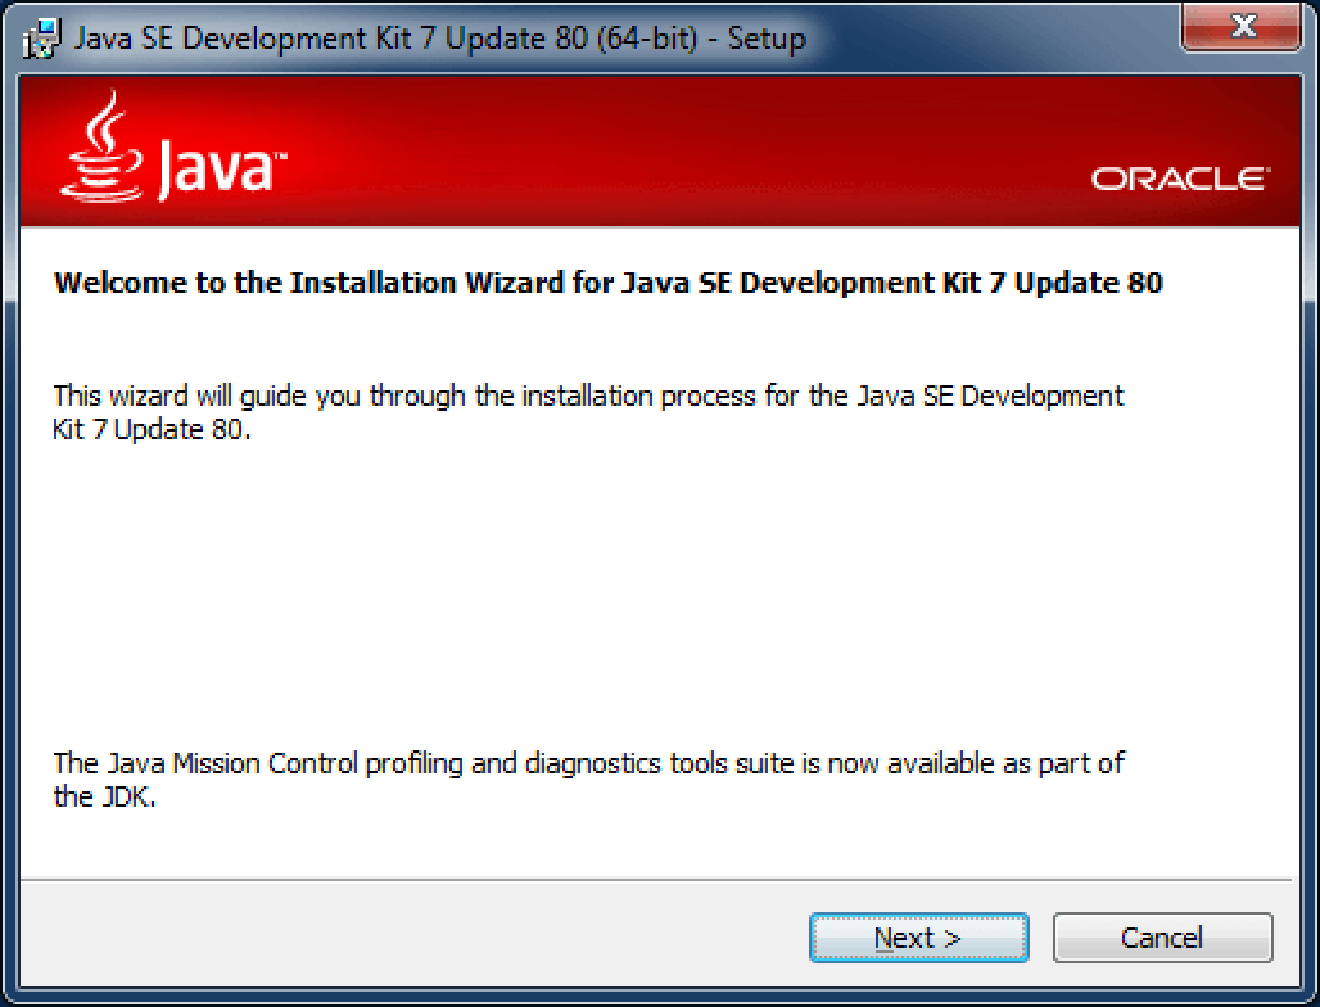 Java SE Development Kit 7 Update 80 (64-bit) - Setup
X
Java™
ORACLE®
Welcome to the Installation Wizard for Java SE Development Kit 7 Update 80
This wizard will guide you through the installation process for the Java SE Development
Kit 7 Update 80.
The Java Mission Control profiling and diagnostics tools suite is now available as part of
the JDK.
Next >
Cancel